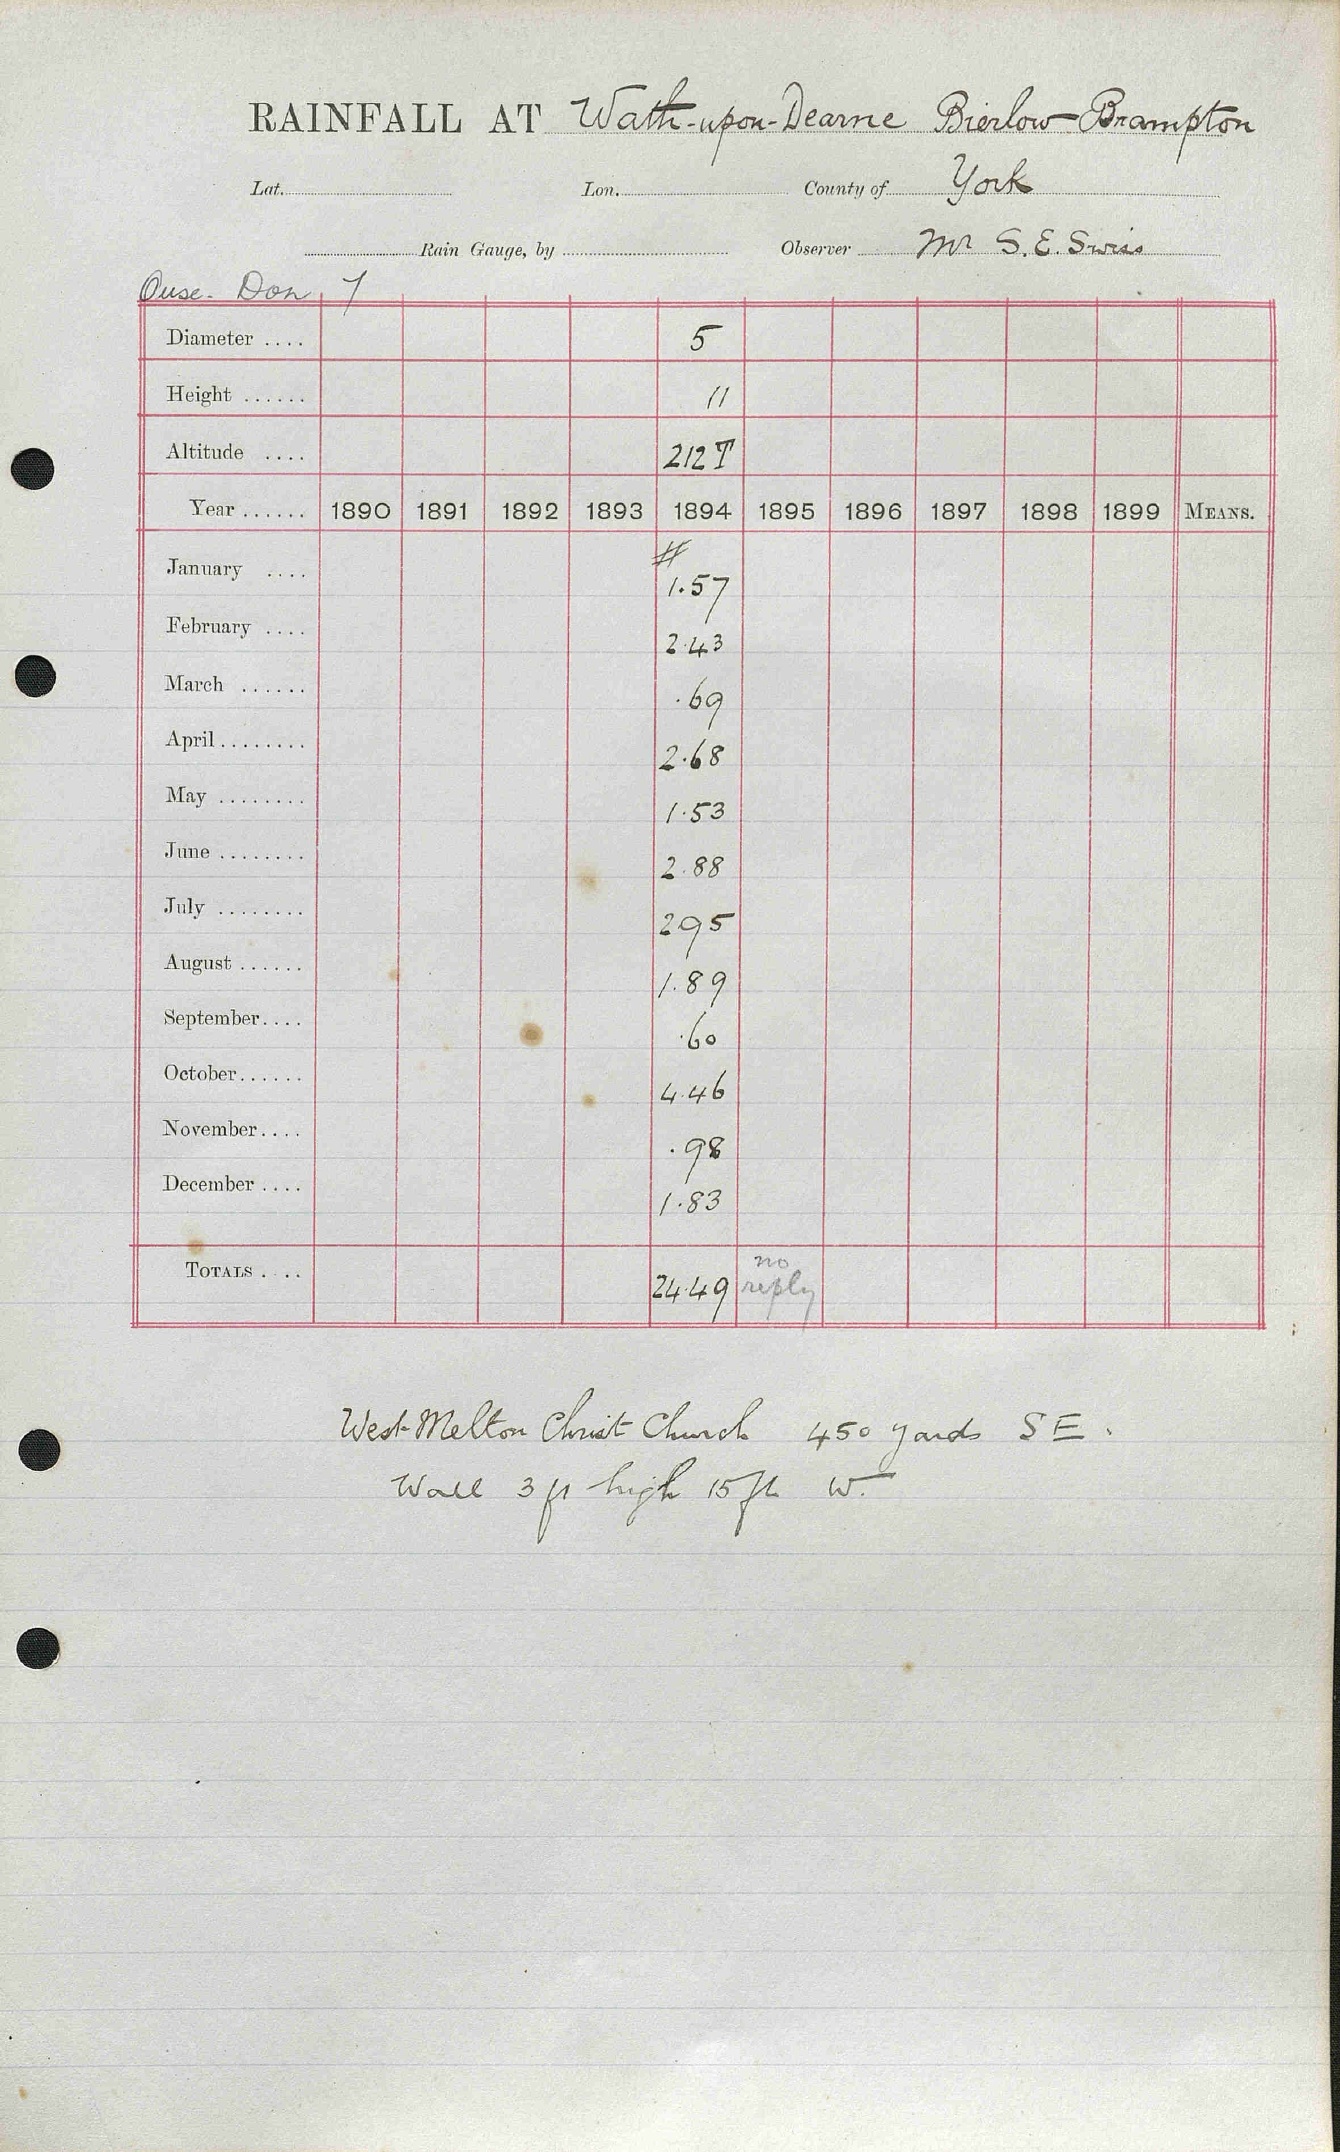 RAINFALL AT Wath-upon-Dearne Bierlow Brampton
Lat. Lon. County of York
Rain Gauge, by Observer Mr S. E. Swiss
Ouse. Don 7
Diameter .... 5
Height ...... 11
Altitude .... 212 T
Year ...... 1890 1891 1892 1893 1894 1895 1896 1897 1898 1899 MEANS.
#
January .... 1.57
February .... 2.43
March ...... .69
April ........ 2.68
May ........ 1.53
June ........ 2.88
July ........ 2 95
August ...... 1.89
September .... .60
October ...... 4.46
November .... .98
December .... 1.83
TOTALS .... 24.49 no reply
West Melton Christ Church 450 yards S E.
Wall 3 ft high 15 ft W.